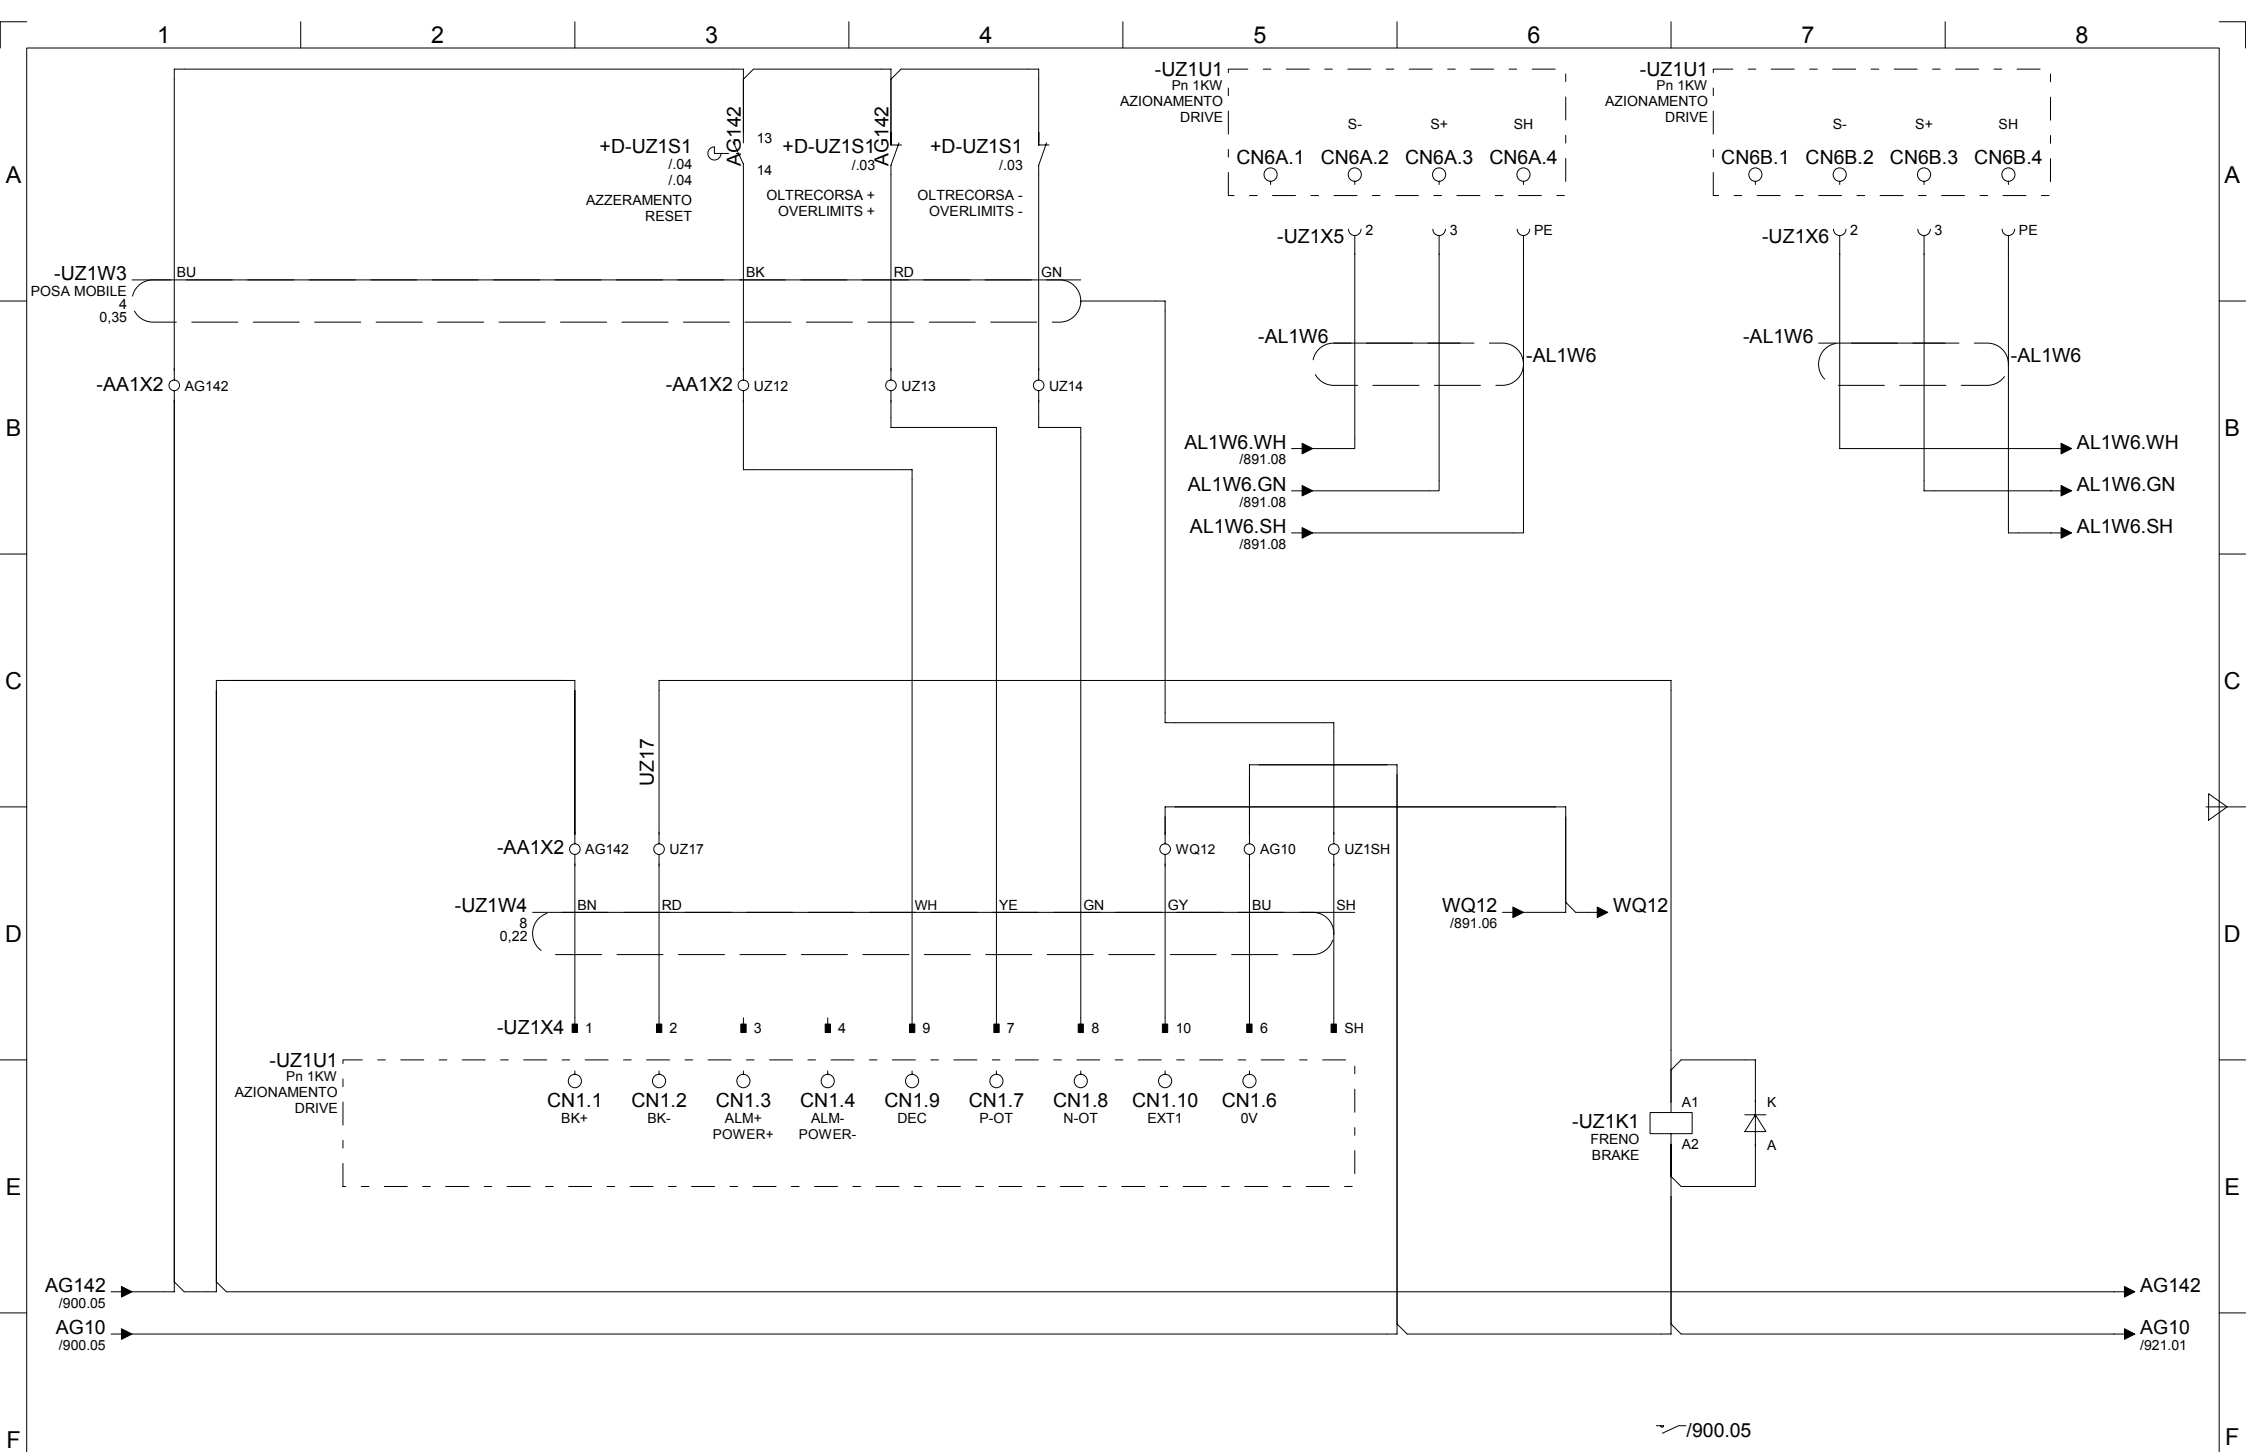 1 2 3 4 5 6 7 8
-UZ1U1
Pn 1KW
AZIONAMENTO
DRIVE
S- S+ SH
CN6A.1 CN6A.2 CN6A.3 CN6A.4
-UZ1U1
Pn 1KW
AZIONAMENTO
DRIVE
S- S+ SH
CN6B.1 CN6B.2 CN6B.3 CN6B.4
A
A
+D-UZ1S1
/.04
/.04
AZZERAMENTO
RESET
AG142
13
14
+D-UZ1S1
/.03
OLTRECORSA +
OVERLIMITS +
AG142
+D-UZ1S1
/.03
OLTRECORSA -
OVERLIMITS -
-UZ1X5 2 3 PE
-UZ1X6 2 3 PE
-UZ1W3
POSA MOBILE
4
0,35
BU BK RD GN
-AL1W6
-AL1W6
-AL1W6
-AL1W6
-AA1X2 AG142
-AA1X2 UZ12 UZ13 UZ14
B
B
AL1W6.WH
/891.08
AL1W6.GN
/891.08
AL1W6.SH
/891.08
AL1W6.WH
AL1W6.GN
AL1W6.SH
C
C
UZ17
-AA1X2 AG142 UZ17 WQ12 AG10 UZ1SH
-UZ1W4
8
0,22
BN RD WH YE GN GY BU SH
WQ12
/891.06
WQ12
D
D
-UZ1X4 1 2 3 4 9 7 8 10 6 SH
-UZ1U1
Pn 1KW
AZIONAMENTO
DRIVE
CN1.1 CN1.2 CN1.3 CN1.4 CN1.9 CN1.7 CN1.8 CN1.10 CN1.6
BK+ BK- ALM+ ALM- DEC P-OT N-OT EXT1 0V
POWER+ POWER-
-UZ1K1
FRENO
BRAKE
A1
A2
K
A
E
E
AG142
/900.05
AG142
AG10
/900.05
AG10
/921.01
F
/900.05
F